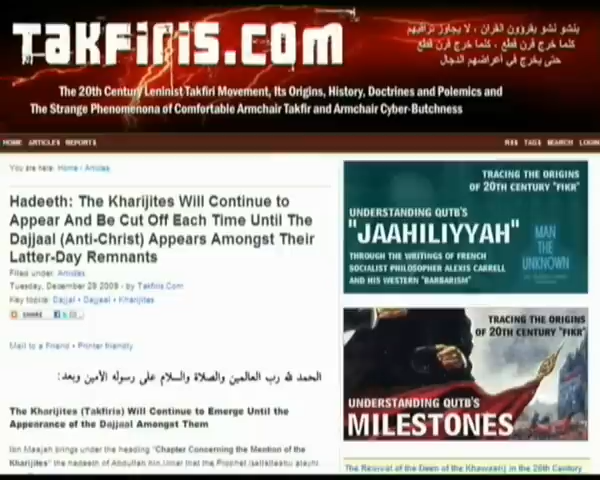 TAKFIRIS.COM
ينشو نشو يقرؤون القران ، لا يجاوز تراقيهم
كلما خرج قرن قطع ، كلما خرج قرن قطع
حتى يخرج في أعراضهم الدجال
The 20th Century Leninist Takfiri Movement, Its Origins, History, Doctrines and Polemics and
The Strange Phenomenona of Comfortable Armchair Takfir and Armchair Cyber-Butchness
HOME ARTICLES REPORTS
RSS TAGS SEARCH LOGIN
You are here: Home › Articles
Hadeeth: The Kharijites Will Continue to
Appear And Be Cut Off Each Time Until The
Dajjaal (Anti-Christ) Appears Amongst Their
Latter-Day Remnants
Filed under: Articles
Tuesday, December 29 2009 - by Takfiris.Com
Key topics: Dajjal • Dajjaal • Kharijites
SHARE
Mail to a Friend • Printer friendly
الحمد لله رب العالمين والصلاة والسلام على رسوله الأمين وبعد:
The Kharijites (Takfiris) Will Continue to Emerge Until the
Appearance of the Dajjaal Amongst Them
Ibn Maajah brings under the heading "Chapter Concerning the Mention of the
Kharijites" the hadeeth of Abdullah bin Umar that the Prophet (sallallaahu alayhi
TRACING THE ORIGINS
OF 20TH CENTURY "FIKR"
UNDERSTANDING QUTB'S
"JAAHILIYYAH"
THROUGH THE WRITINGS OF FRENCH
SOCIALIST PHILOSOPHER ALEXIS CARRELL
AND HIS WESTERN "BARBARISM"
MAN
THE
UNKNOWN
TRACING THE ORIGINS
OF 20TH CENTURY "FIKR"
UNDERSTANDING QUTB'S
MILESTONES
The Revival of the Deen of the Khawaarij in the 20th Century